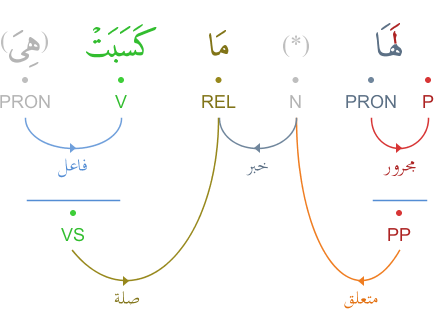 لَهَا (*) مَا كَسَبَتْ (هِىَ)
P PRON N REL V PRON
مجرور خبر فاعل
PP VS
متعلق صلة